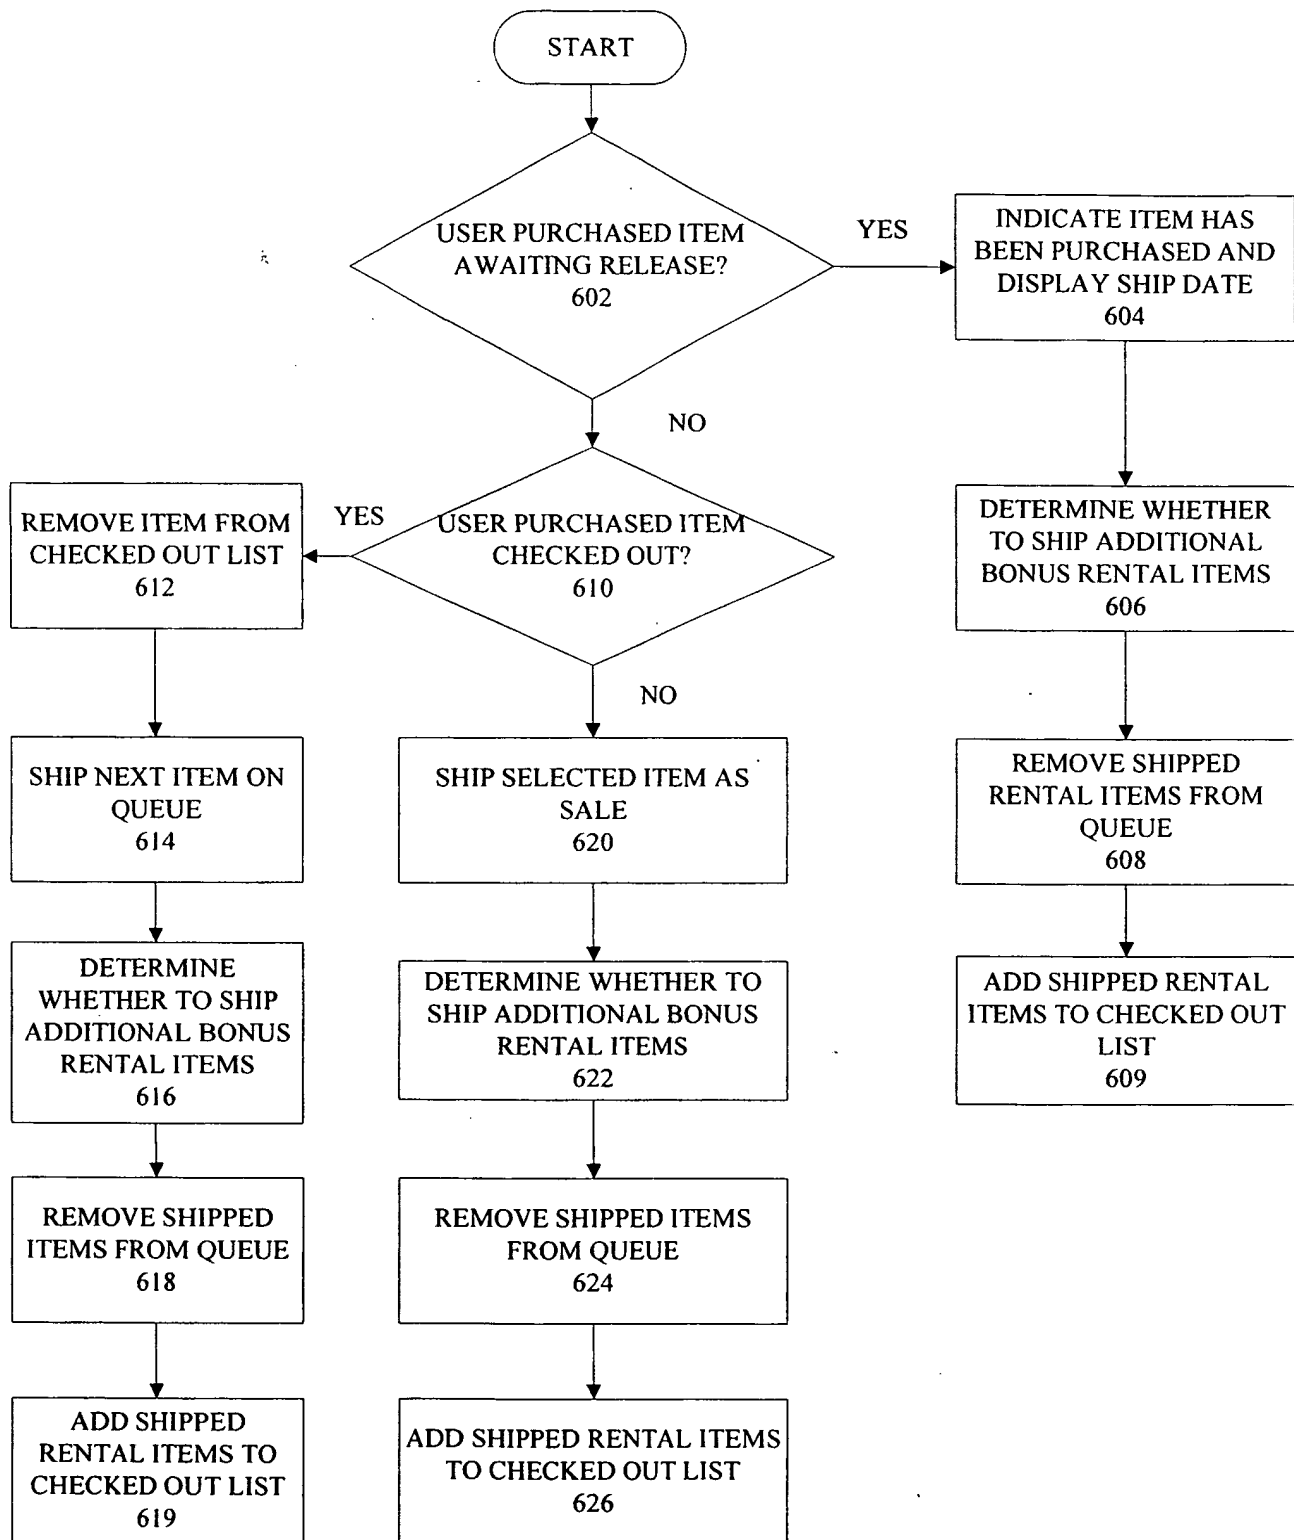 START
USER PURCHASED ITEM
AWAITING RELEASE?
602
YES
INDICATE ITEM HAS
BEEN PURCHASED AND
DISPLAY SHIP DATE
604
NO
DETERMINE WHETHER
TO SHIP ADDITIONAL
BONUS RENTAL ITEMS
606
REMOVE SHIPPED
RENTAL ITEMS FROM
QUEUE
608
ADD SHIPPED RENTAL
ITEMS TO CHECKED OUT
LIST
609
USER PURCHASED ITEM
CHECKED OUT?
610
YES
REMOVE ITEM FROM
CHECKED OUT LIST
612
SHIP NEXT ITEM ON
QUEUE
614
DETERMINE
WHETHER TO SHIP
ADDITIONAL BONUS
RENTAL ITEMS
616
REMOVE SHIPPED
ITEMS FROM QUEUE
618
ADD SHIPPED
RENTAL ITEMS TO
CHECKED OUT LIST
619
NO
SHIP SELECTED ITEM AS
SALE
620
DETERMINE WHETHER TO
SHIP ADDITIONAL BONUS
RENTAL ITEMS
622
REMOVE SHIPPED ITEMS
FROM QUEUE
624
ADD SHIPPED RENTAL ITEMS
TO CHECKED OUT LIST
626